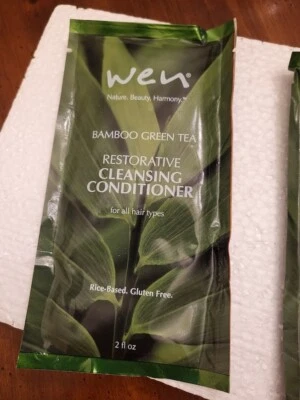 wen®
Nature. Beauty. Harmony.™
BAMBOO GREEN TEA
RESTORATIVE
CLEANSING
CONDITIONER
for all hair types
Rice-Based. Gluten Free.
2 fl oz